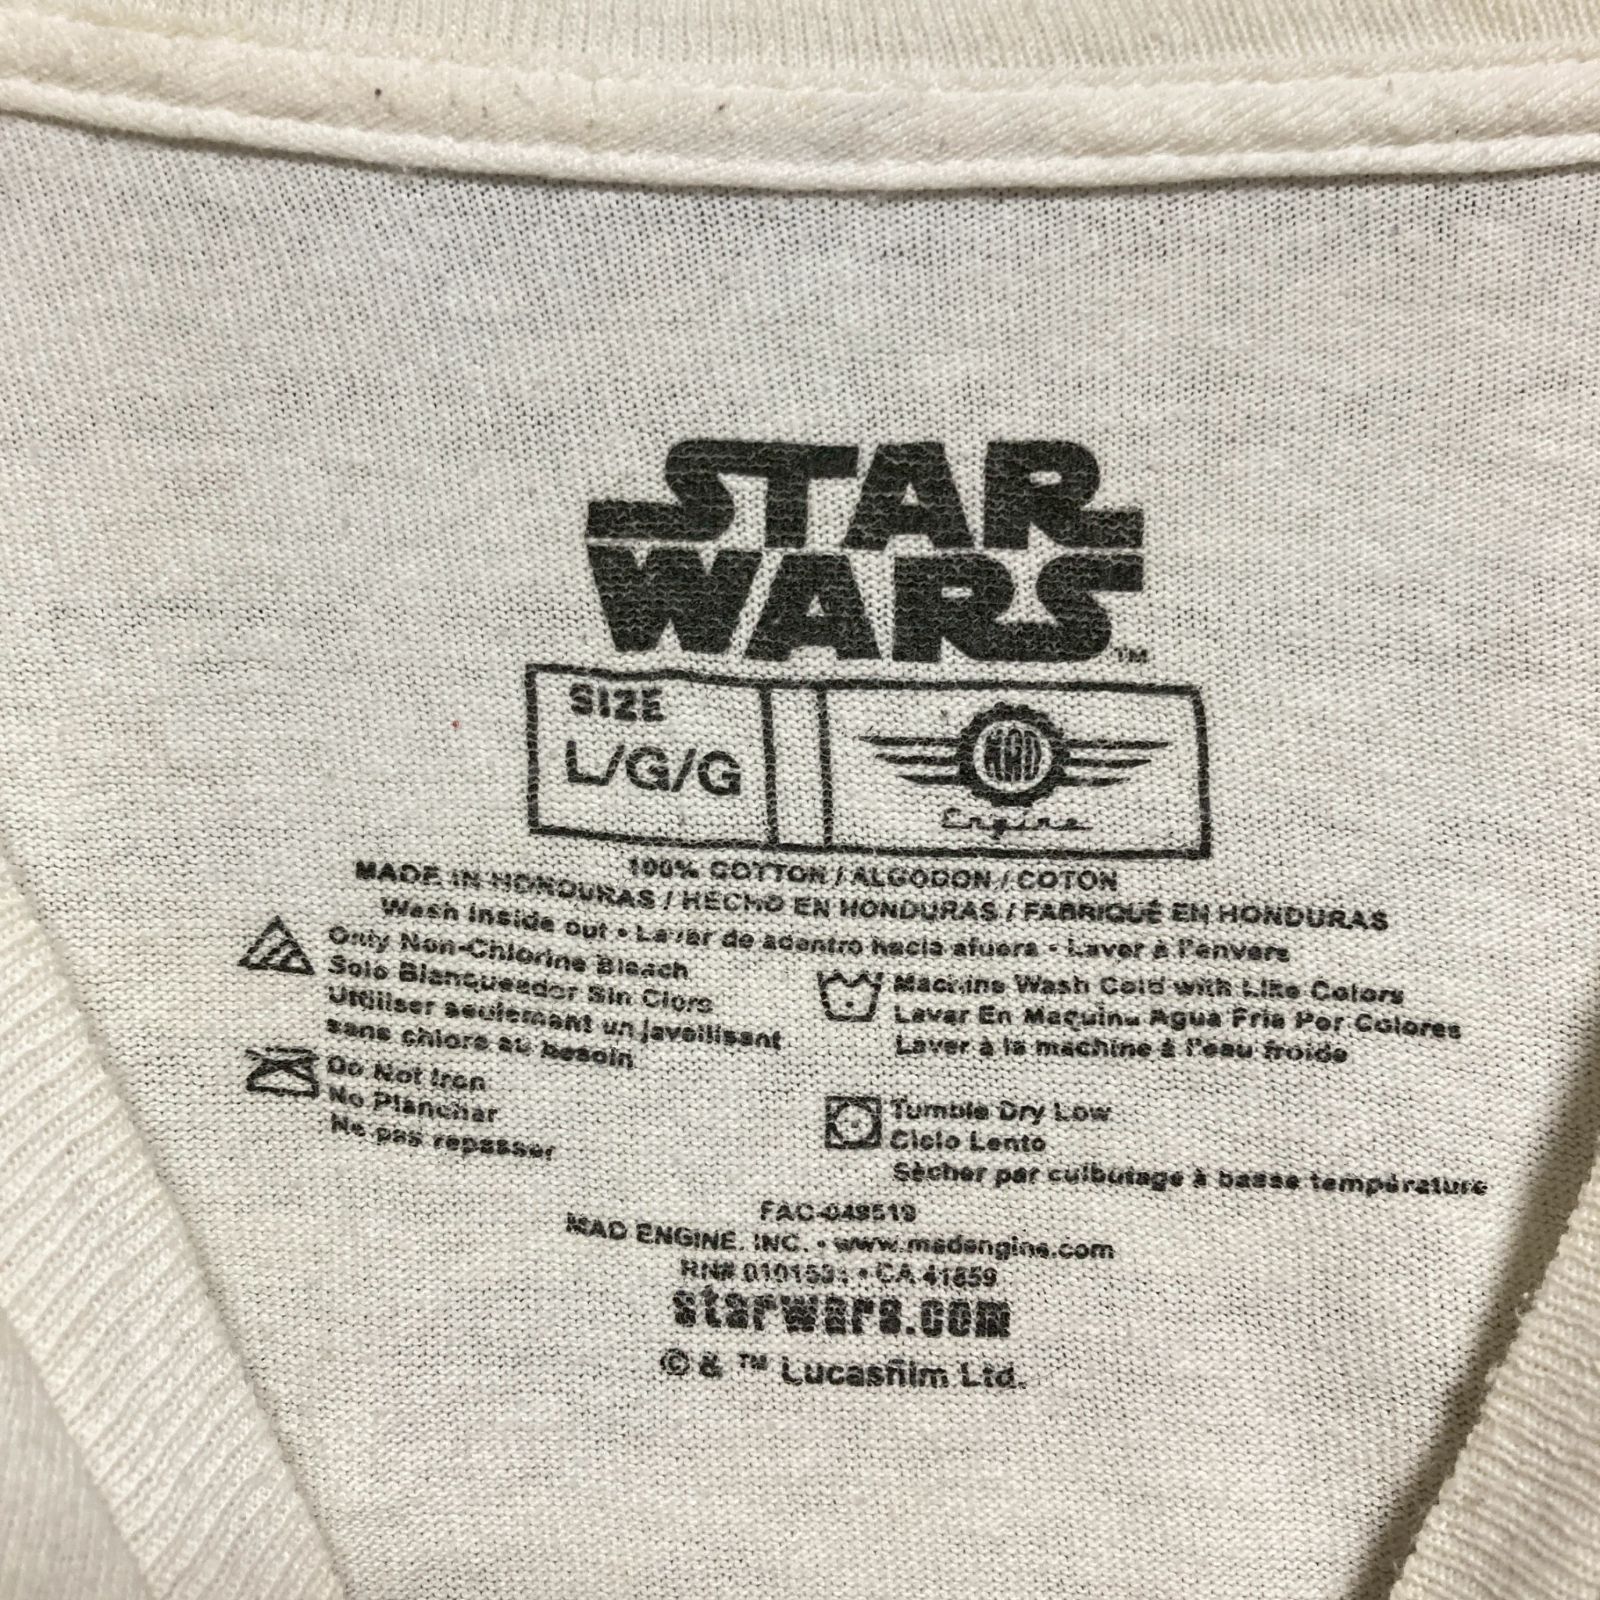 STAR
WARS™
SIZE
L/G/G
MAD
Engine
100% COTTON / ALGODON / COTON
MADE IN HONDURAS / HECHO EN HONDURAS / FABRIQUÉ EN HONDURAS
Wash inside out • Lavar de adentro hacia afuera • Laver à l'envers
Only Non-Chlorine Bleach
Solo Blanqueador Sin Cloro
Utiliser seulement un javellisant
sans chlore au besoin
Machine Wash Cold with Like Colors
Lavar En Maquina Agua Fria Por Colores
Laver à la machine à l'eau froide
Do Not Iron
No Planchar
Ne pas repasser
Tumble Dry Low
Ciclo Lento
Sècher par culbutage à basse température
FAC-049519
MAD ENGINE, INC. • www.madengine.com
RN# • CA 41859
starwars.com
© & ™ Lucasfilm Ltd.